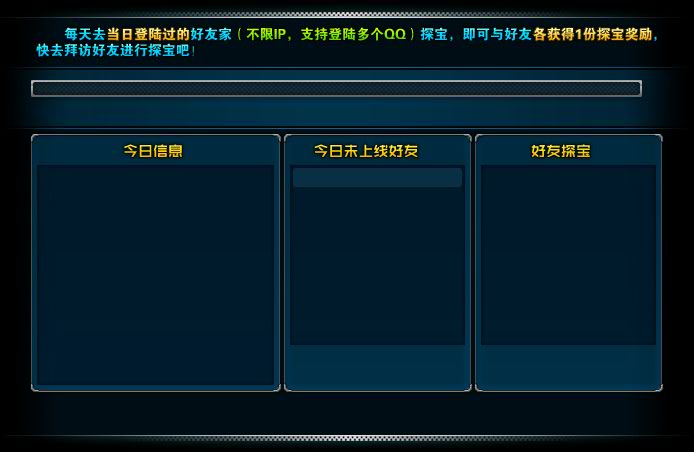 每天去当日登陆过的好友家（不限IP，支持登陆多个QQ）探宝，即可与好友各获得1份探宝奖励，
快去拜访好友进行探宝吧！
今日信息
今日未上线好友
好友探宝